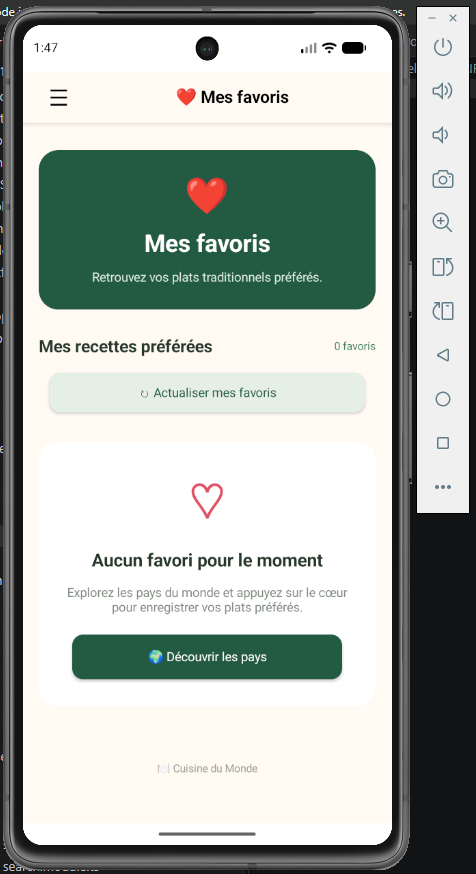 1:47
❤️ Mes favoris
❤️
Mes favoris
Retrouvez vos plats traditionnels préférés.
Mes recettes préférées
0 favoris
↻ Actualiser mes favoris
♡
Aucun favori pour le moment
Explorez les pays du monde et appuyez sur le cœur
pour enregistrer vos plats préférés.
🌍 Découvrir les pays
🍽️ Cuisine du Monde